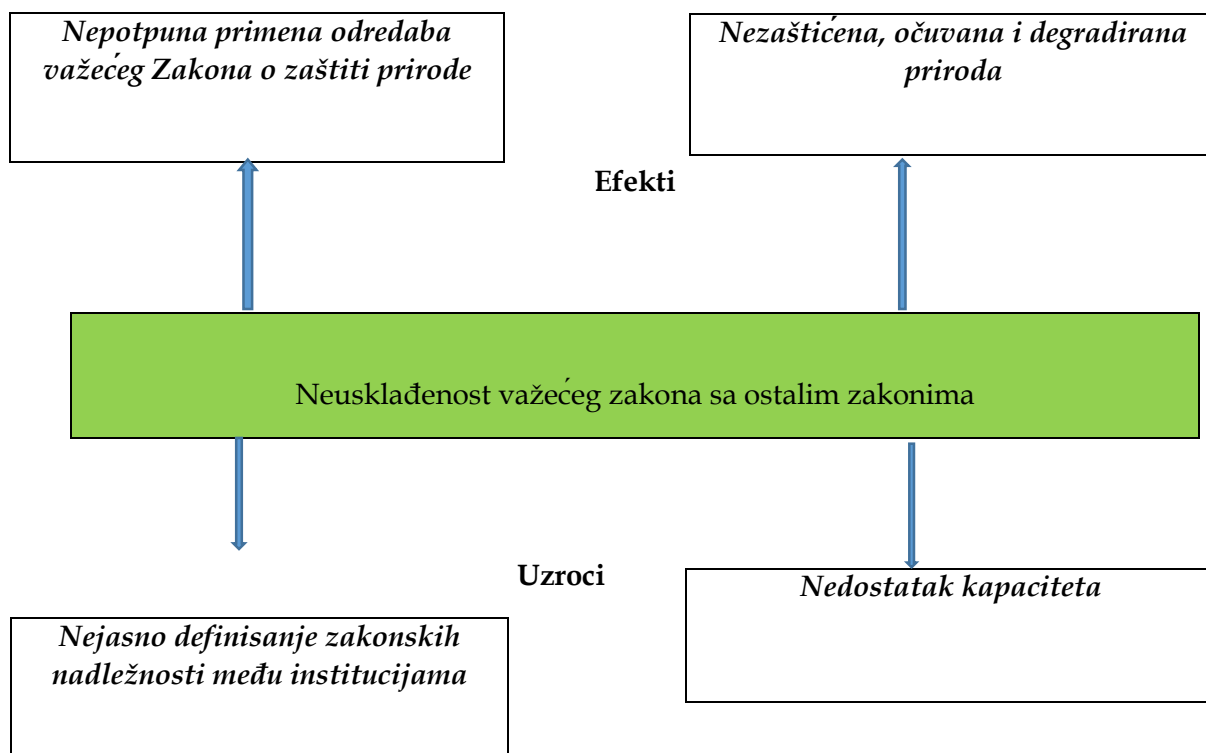 Nepotpuna primena odredaba
važećeg Zakona o zaštiti prirode
Nezaštićena, očuvana i degradirana
priroda
Efekti
Neusklađenost važećeg zakona sa ostalim zakonima
Uzroci
Nedostatak kapaciteta
Nejasno definisanje zakonskih
nadležnosti među institucijama